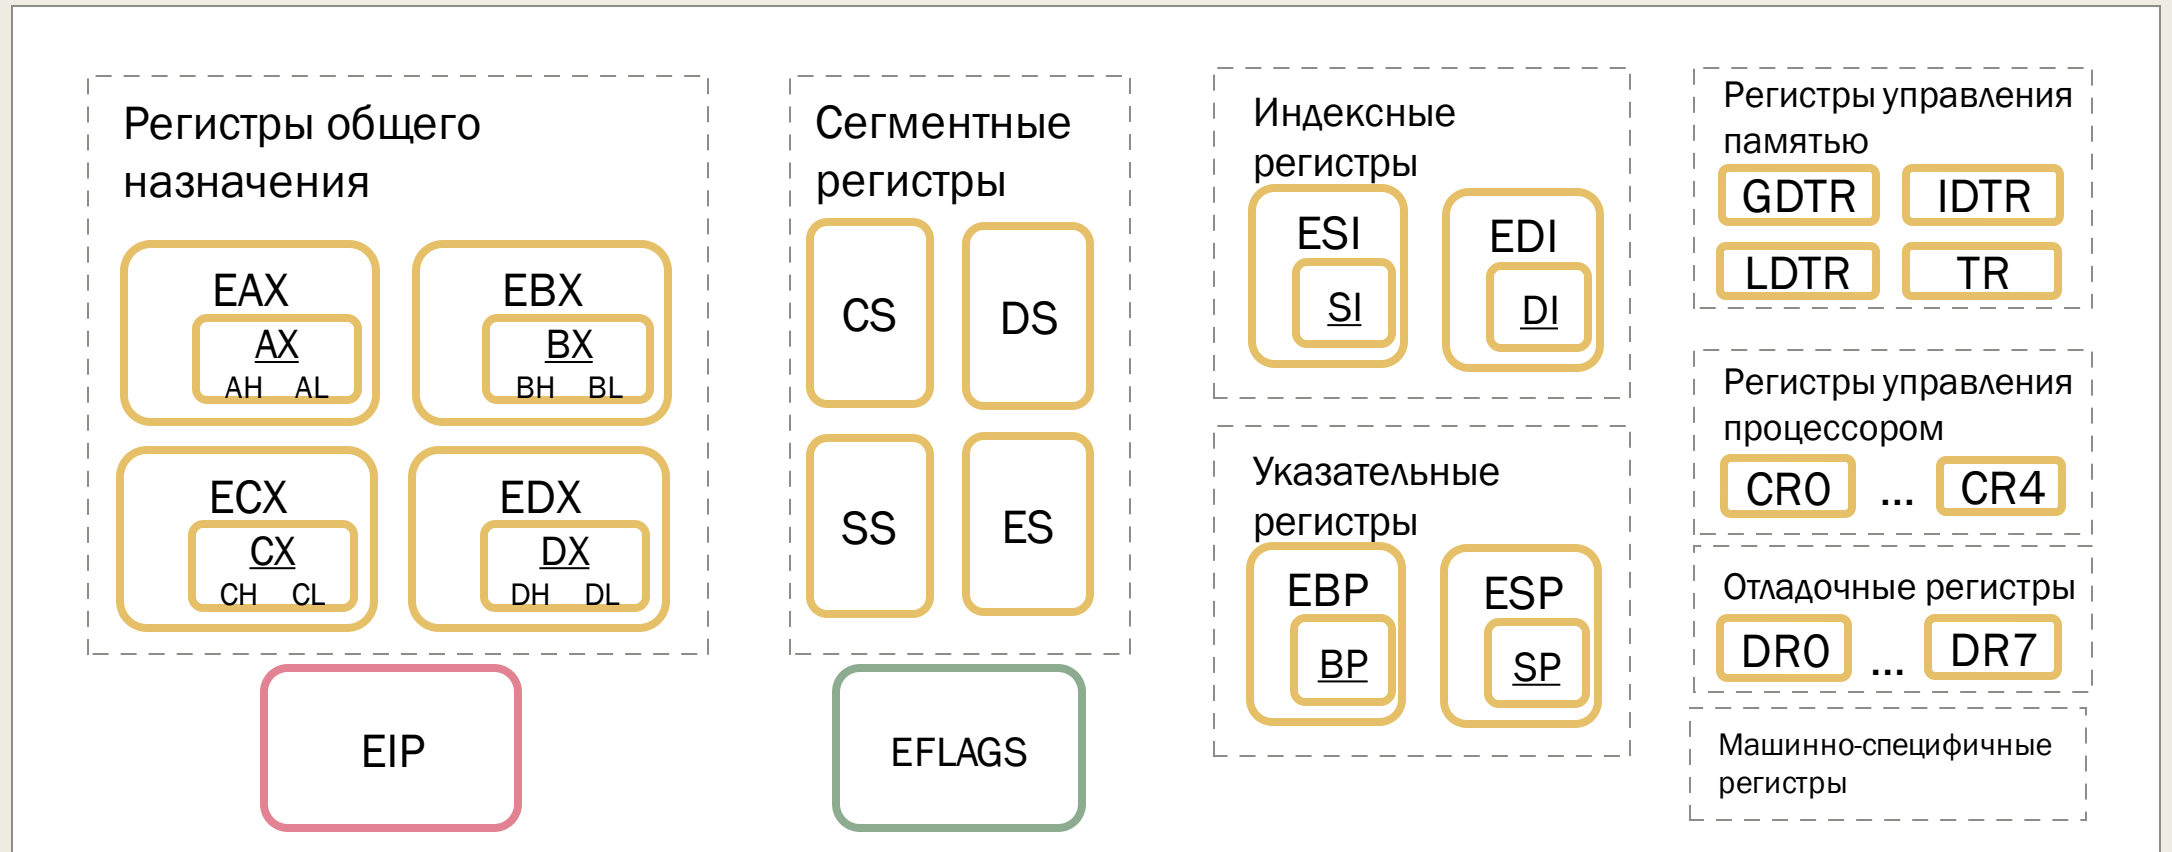 Регистры общего
назначения
EAX
AX
AH AL
EBX
BX
BH BL
ECX
CX
CH CL
EDX
DX
DH DL
EIP
Сегментные
регистры
CS
DS
SS
ES
EFLAGS
Индексные
регистры
ESI
SI
EDI
DI
Указательные
регистры
EBP
BP
ESP
SP
Регистры управления
памятью
GDTR
IDTR
LDTR
TR
Регистры управления
процессором
CR0 ... CR4
Отладочные регистры
DR0 ... DR7
Машинно-специфичные
регистры